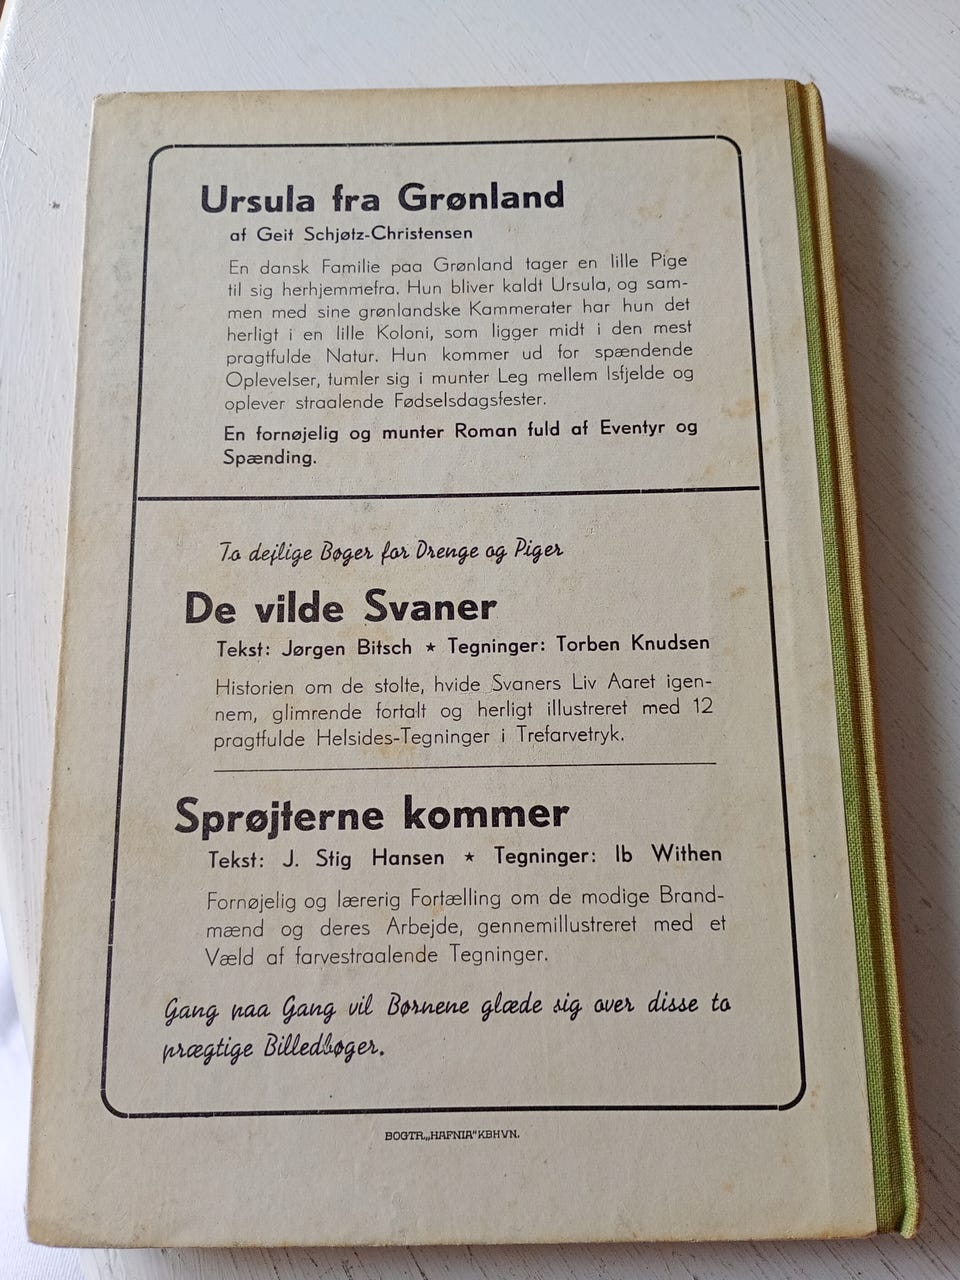 Ursula fra Grønland
af Geit Schjøtz-Christensen
En dansk Familie paa Grønland tager en lille Pige
til sig herhjemmefra. Hun bliver kaldt Ursula, og sam-
men med sine grønlandske Kammerater har hun det
herligt i en lille Koloni, som ligger midt i den mest
pragtfulde Natur. Hun kommer ud for spændende
Oplevelser, tumler sig i munter Leg mellem Isfjelde og
oplever straalende Fødselsdagsfester.
En fornøjelig og munter Roman fuld af Eventyr og
Spænding.
To dejlige Bøger for Drenge og Piger
De vilde Svaner
Tekst: Jørgen Bitsch ★ Tegninger: Torben Knudsen
Historien om de stolte, hvide Svaners Liv Aaret igen-
nem, glimrende fortalt og herligt illustreret med 12
pragtfulde Helsides-Tegninger i Trefarvetryk.
Sprøjterne kommer
Tekst: J. Stig Hansen ★ Tegninger: Ib Withen
Fornøjelig og lærerig Fortælling om de modige Brand-
mænd og deres Arbejde, gennemillustreret med et
Væld af farvestraalende Tegninger.
Gang paa Gang vil Børnene glæde sig over disse to
prægtige Billedbøger.
BOGTR. „HAFNIA" KBHVN.